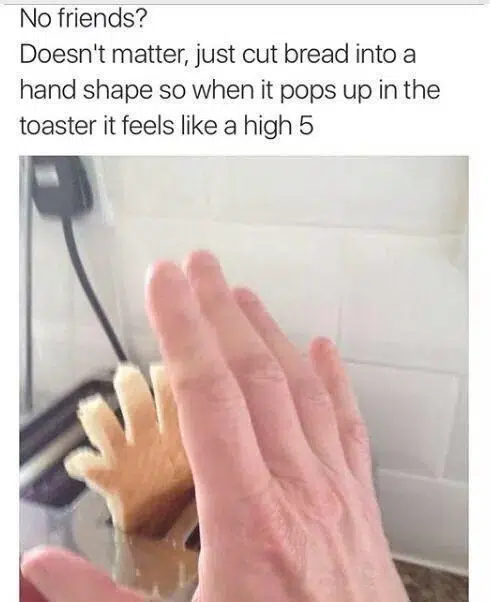 No friends?
Doesn't matter, just cut bread into a
hand shape so when it pops up in the
toaster it feels like a high 5